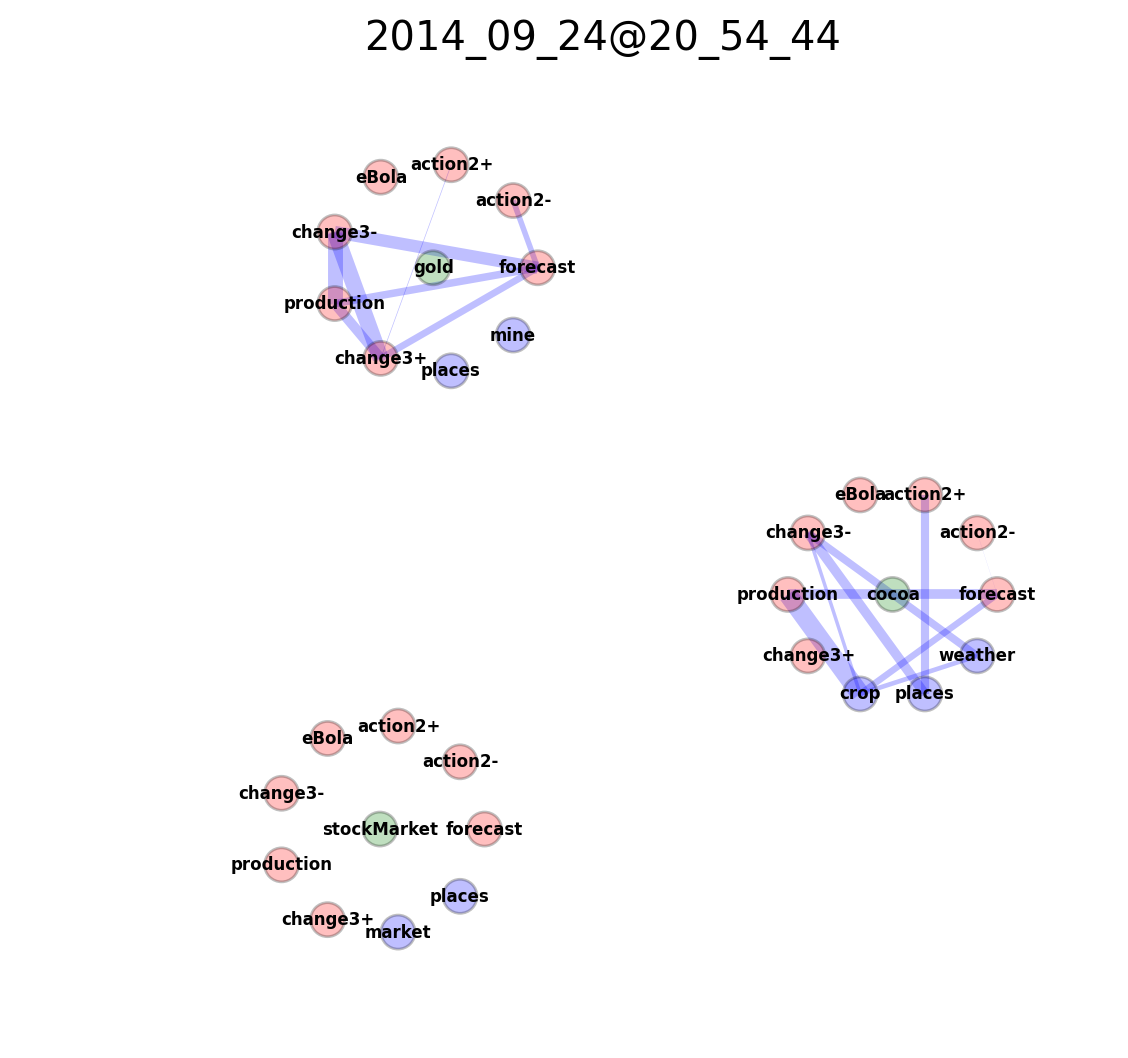 2014_09_24@20_54_44
action2+
eBola
action2-
change3-
gold
forecast
production
mine
change3+
places
eBola
action2+
change3-
action2-
production
cocoa
forecast
change3+
weather
crop
places
action2+
eBola
action2-
change3-
stockMarket
forecast
production
places
change3+
market